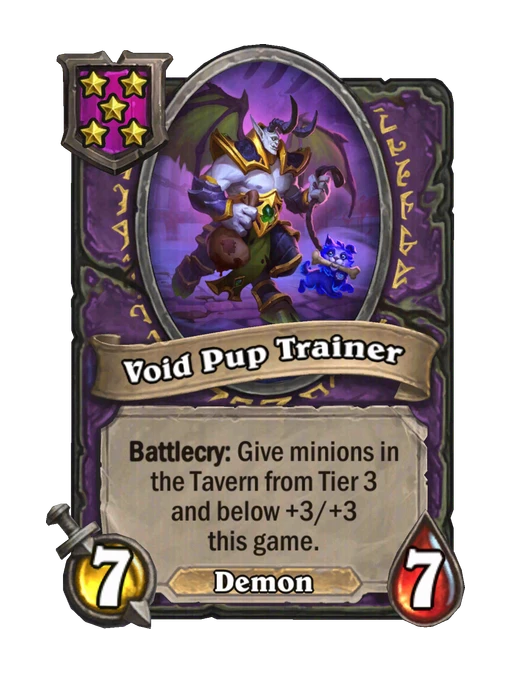 Void Pup Trainer
Battlecry: Give minions in
the Tavern from Tier 3
and below +3/+3
this game.
7
Demon
7